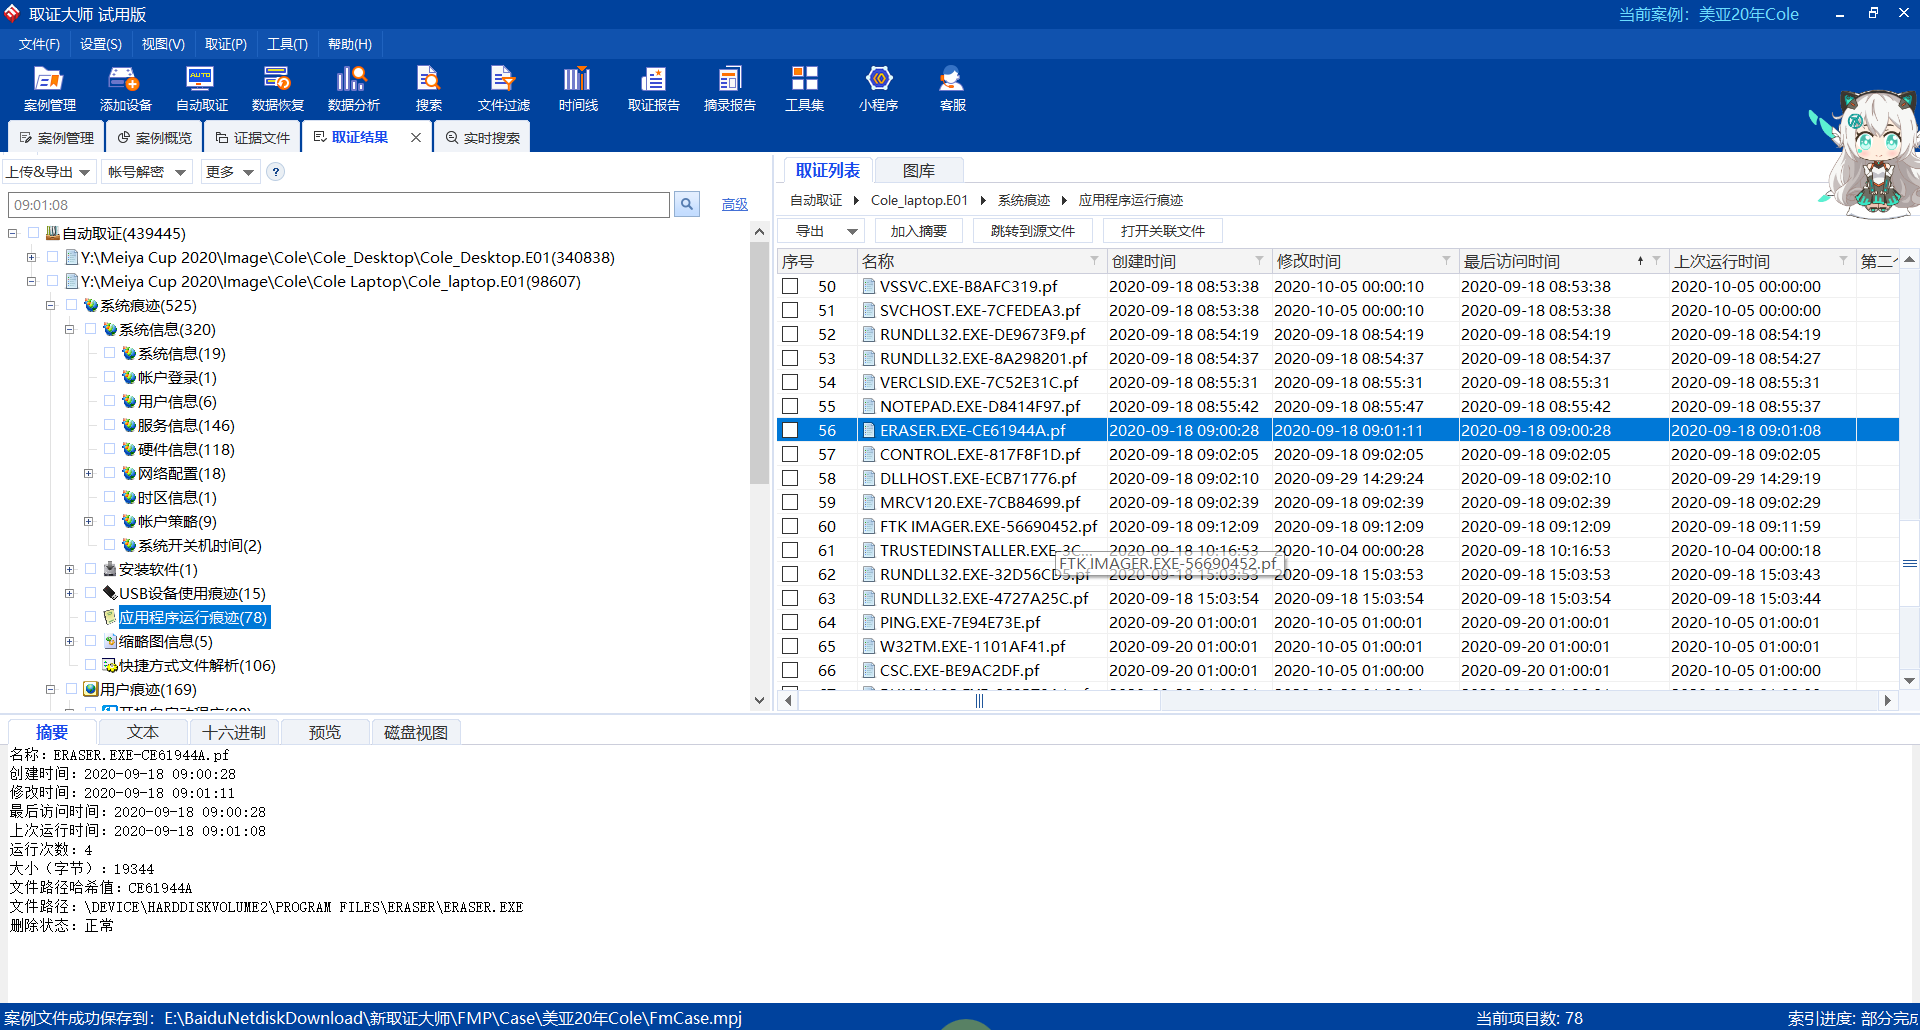 取证大师 试用版
当前案例：美亚20年Cole
文件(F) 设置(S) 视图(V) 取证(P) 工具(T) 帮助(H)
案例管理 添加设备 自动取证 数据恢复 数据分析 搜索 文件过滤 时间线 取证报告 摘录报告 工具集 小程序 客服
案例管理 案例概览 证据文件 取证结果 实时搜索
上传&导出 帐号解密 更多 ?
09:01:08 高级
自动取证(439445)
Y:\Meiya Cup 2020\Image\Cole\Cole_Desktop\Cole_Desktop.E01(340838)
Y:\Meiya Cup 2020\Image\Cole\Cole Laptop\Cole_laptop.E01(98607)
系统痕迹(525)
系统信息(320)
系统信息(19)
帐户登录(1)
用户信息(6)
服务信息(146)
硬件信息(118)
网络配置(18)
时区信息(1)
帐户策略(9)
系统开关机时间(2)
安装软件(1)
USB设备使用痕迹(15)
应用程序运行痕迹(78)
缩略图信息(5)
快捷方式文件解析(106)
用户痕迹(169)
取证列表 图库
自动取证 Cole_laptop.E01 系统痕迹 应用程序运行痕迹
导出 加入摘要 跳转到源文件 打开关联文件
序号 名称 创建时间 修改时间 最后访问时间 上次运行时间 第二
50 VSSVC.EXE-B8AFC319.pf 2020-09-18 08:53:38 2020-10-05 00:00:10 2020-09-18 08:53:38 2020-10-05 00:00:00
51 SVCHOST.EXE-7CFEDEA3.pf 2020-09-18 08:53:38 2020-10-05 00:00:10 2020-09-18 08:53:38 2020-10-05 00:00:00
52 RUNDLL32.EXE-DE9673F9.pf 2020-09-18 08:54:19 2020-09-18 08:54:19 2020-09-18 08:54:19 2020-09-18 08:54:19
53 RUNDLL32.EXE-8A298201.pf 2020-09-18 08:54:37 2020-09-18 08:54:37 2020-09-18 08:54:37 2020-09-18 08:54:27
54 VERCLSID.EXE-7C52E31C.pf 2020-09-18 08:55:31 2020-09-18 08:55:31 2020-09-18 08:55:31 2020-09-18 08:55:31
55 NOTEPAD.EXE-D8414F97.pf 2020-09-18 08:55:42 2020-09-18 08:55:47 2020-09-18 08:55:42 2020-09-18 08:55:37
56 ERASER.EXE-CE61944A.pf 2020-09-18 09:00:28 2020-09-18 09:01:11 2020-09-18 09:00:28 2020-09-18 09:01:08
57 CONTROL.EXE-817F8F1D.pf 2020-09-18 09:02:05 2020-09-18 09:02:05 2020-09-18 09:02:05 2020-09-18 09:02:05
58 DLLHOST.EXE-ECB71776.pf 2020-09-18 09:02:10 2020-09-29 14:29:24 2020-09-18 09:02:10 2020-09-29 14:29:19
59 MRCV120.EXE-7CB84699.pf 2020-09-18 09:02:39 2020-09-18 09:02:39 2020-09-18 09:02:39 2020-09-18 09:02:29
60 FTK IMAGER.EXE-56690452.pf 2020-09-18 09:12:09 2020-09-18 09:12:09 2020-09-18 09:12:09 2020-09-18 09:11:59
61 TRUSTEDINSTALLER.EXE-3C... 2020-09-18 10:16:53 2020-10-04 00:00:28 2020-09-18 10:16:53 2020-10-04 00:00:18
FTK IMAGER.EXE-56690452.pf
62 RUNDLL32.EXE-32D56CD5.pf 2020-09-18 15:03:53 2020-09-18 15:03:53 2020-09-18 15:03:53 2020-09-18 15:03:43
63 RUNDLL32.EXE-4727A25C.pf 2020-09-18 15:03:54 2020-09-18 15:03:54 2020-09-18 15:03:54 2020-09-18 15:03:44
64 PING.EXE-7E94E73E.pf 2020-09-20 01:00:01 2020-10-05 01:00:01 2020-09-20 01:00:01 2020-10-05 01:00:01
65 W32TM.EXE-1101AF41.pf 2020-09-20 01:00:01 2020-10-05 01:00:01 2020-09-20 01:00:01 2020-10-05 01:00:01
66 CSC.EXE-BE9AC2DF.pf 2020-09-20 01:00:01 2020-10-05 01:00:00 2020-09-20 01:00:01 2020-10-05 01:00:00
摘要 文本 十六进制 预览 磁盘视图
名称：ERASER.EXE-CE61944A.pf
创建时间：2020-09-18 09:00:28
修改时间：2020-09-18 09:01:11
最后访问时间：2020-09-18 09:00:28
上次运行时间：2020-09-18 09:01:08
运行次数：4
大小（字节）：19344
文件路径哈希值：CE61944A
文件路径：\DEVICE\HARDDISKVOLUME2\PROGRAM FILES\ERASER\ERASER.EXE
删除状态：正常
案例文件成功保存到：E:\BaiduNetdiskDownload\新取证大师\FMP\Case\美亚20年Cole\FmCase.mpj
当前项目数: 78
索引进度: 部分完成